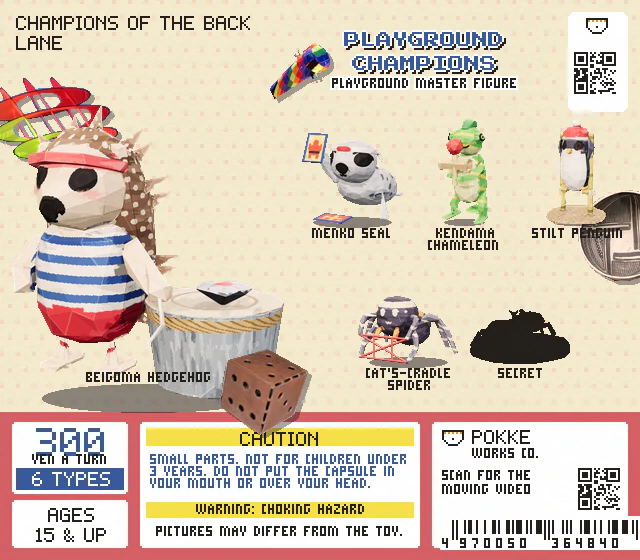 CHAMPIONS OF THE BACK
LANE
PLAYGROUND
CHAMPIONS
PLAYGROUND MASTER FIGURE
MENKO SEAL
KENDAMA
CHAMELEON
STILT PENGUIN
BEIGOMA HEDGEHOG
CAT'S-CRADLE
SPIDER
SECRET
300
YEN A TURN
6 TYPES
AGES
15 & UP
CAUTION
SMALL PARTS. NOT FOR CHILDREN UNDER
3 YEARS. DO NOT PUT THE CAPSULE IN
YOUR MOUTH OR OVER YOUR HEAD.
WARNING: CHOKING HAZARD
PICTURES MAY DIFFER FROM THE TOY.
POKKE
WORKS CO.
SCAN FOR THE
MOVING VIDEO
4 970050 364840